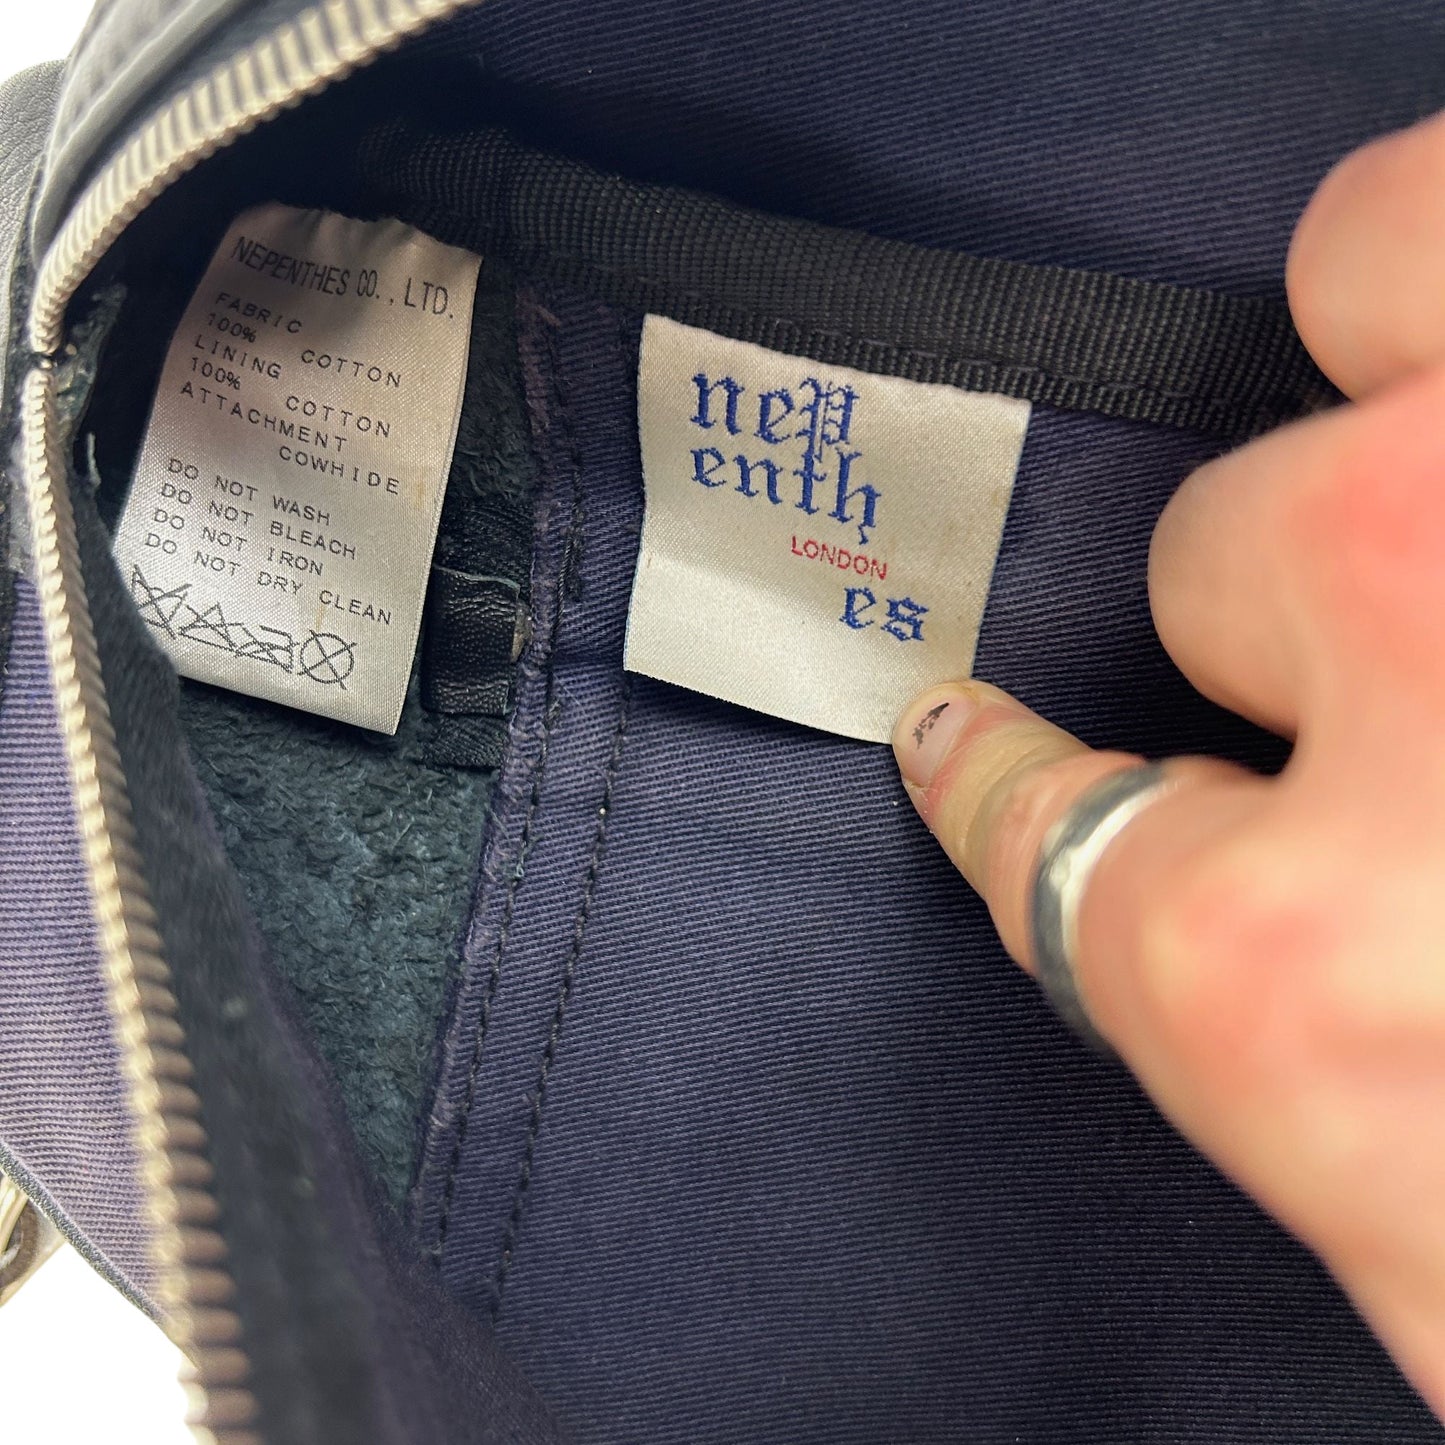 NEPENTHES CO., LTD.
FABRIC
100% COTTON
LINING
100% COTTON
ATTACHMENT
COWHIDE
DO NOT WASH
DO NOT BLEACH
DO NOT IRON
DO NOT DRY CLEAN
nep
enth
LONDON
es